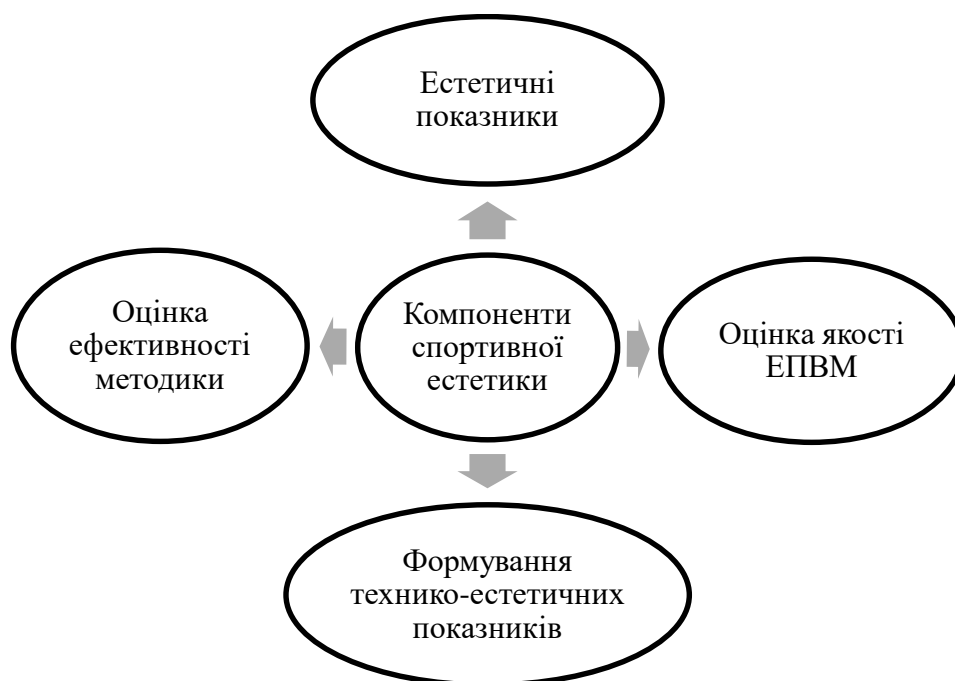 Естетичні
показники
Оцінка
ефективності
методики
Компоненти
спортивної
естетики
Оцінка якості
ЕПВМ
Формування
технико-естетичних
показників